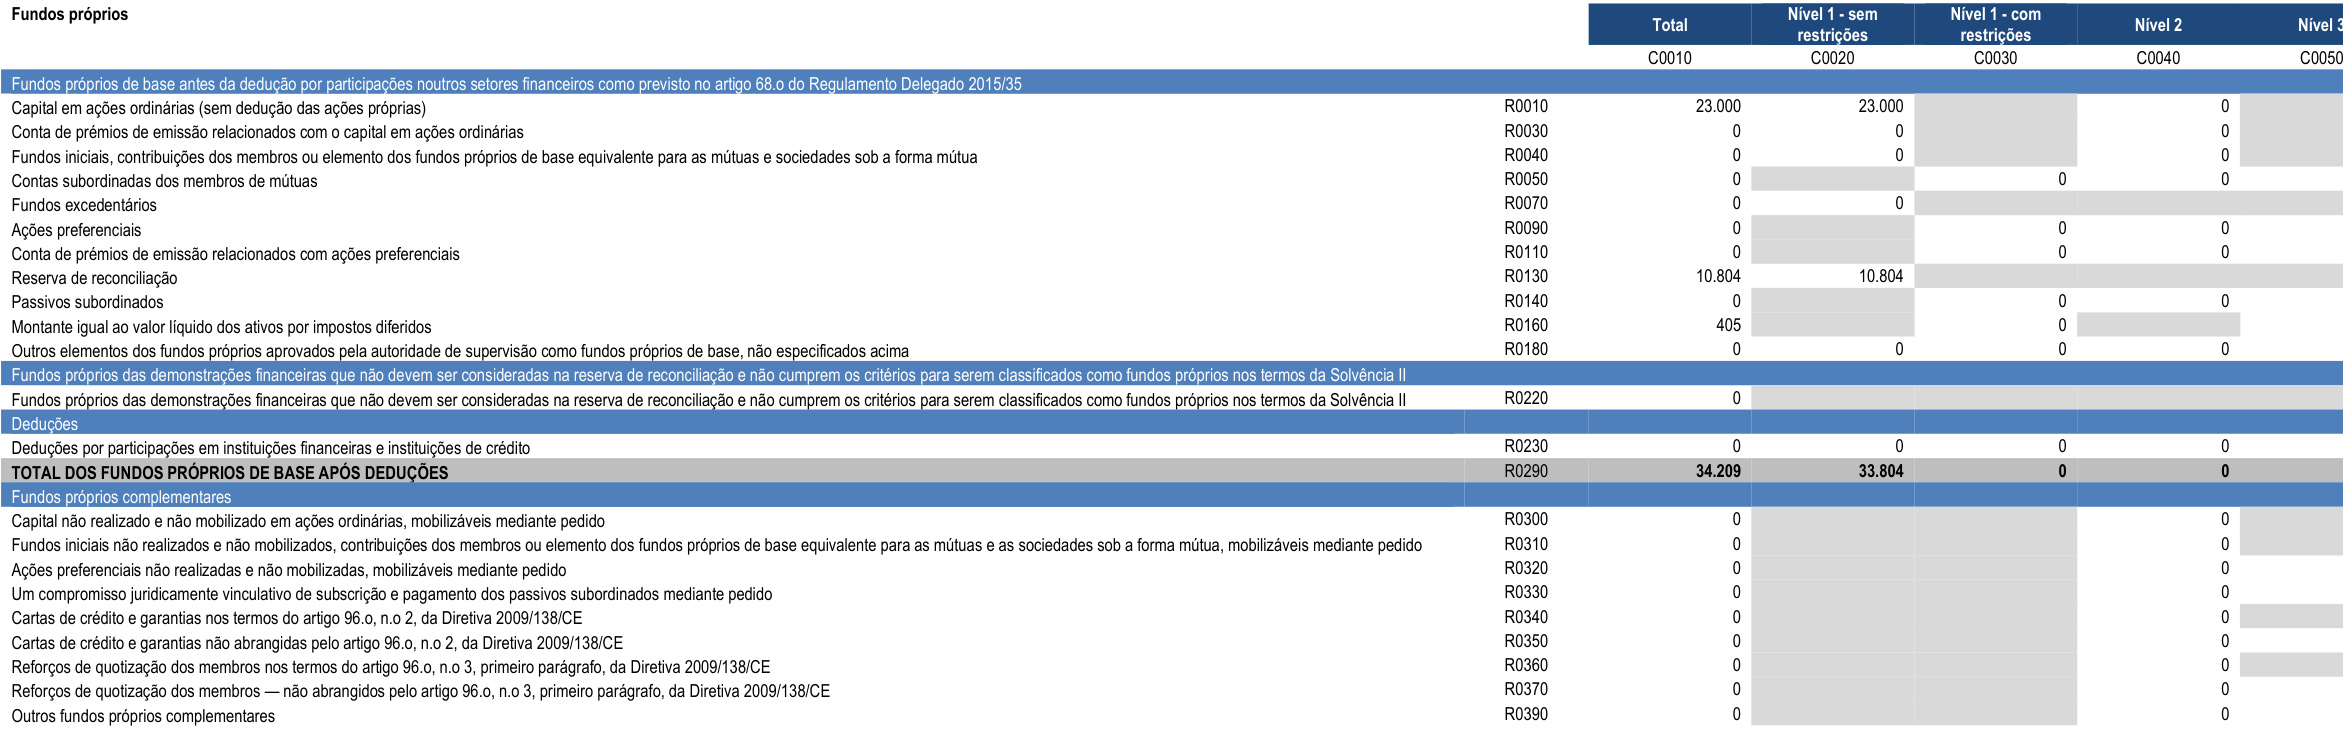 Fundos próprios
Total Nível 1 - sem restrições Nível 1 - com restrições Nível 2 Nível 3
C0010 C0020 C0030 C0040 C0050
Fundos próprios de base antes da dedução por participações noutros setores financeiros como previsto no artigo 68.o do Regulamento Delegado 2015/35
Capital em ações ordinárias (sem dedução das ações próprias) R0010 23.000 23.000 0
Conta de prémios de emissão relacionados com o capital em ações ordinárias R0030 0 0 0
Fundos iniciais, contribuições dos membros ou elemento dos fundos próprios de base equivalente para as mútuas e sociedades sob a forma mútua R0040 0 0 0
Contas subordinadas dos membros de mútuas R0050 0 0 0
Fundos excedentários R0070 0 0
Ações preferenciais R0090 0 0 0
Conta de prémios de emissão relacionados com ações preferenciais R0110 0 0 0
Reserva de reconciliação R0130 10.804 10.804
Passivos subordinados R0140 0 0 0
Montante igual ao valor líquido dos ativos por impostos diferidos R0160 405 0
Outros elementos dos fundos próprios aprovados pela autoridade de supervisão como fundos próprios de base, não especificados acima R0180 0 0 0 0
Fundos próprios das demonstrações financeiras que não devem ser consideradas na reserva de reconciliação e não cumprem os critérios para serem classificados como fundos próprios nos termos da Solvência II
Fundos próprios das demonstrações financeiras que não devem ser consideradas na reserva de reconciliação e não cumprem os critérios para serem classificados como fundos próprios nos termos da Solvência II R0220 0
Deduções
Deduções por participações em instituições financeiras e instituições de crédito R0230 0 0 0 0
TOTAL DOS FUNDOS PRÓPRIOS DE BASE APÓS DEDUÇÕES R0290 34.209 33.804 0 0
Fundos próprios complementares
Capital não realizado e não mobilizado em ações ordinárias, mobilizáveis mediante pedido R0300 0 0
Fundos iniciais não realizados e não mobilizados, contribuições dos membros ou elemento dos fundos próprios de base equivalente para as mútuas e as sociedades sob a forma mútua, mobilizáveis mediante pedido R0310 0 0
Ações preferenciais não realizadas e não mobilizadas, mobilizáveis mediante pedido R0320 0 0
Um compromisso juridicamente vinculativo de subscrição e pagamento dos passivos subordinados mediante pedido R0330 0 0
Cartas de crédito e garantias nos termos do artigo 96.o, n.o 2, da Diretiva 2009/138/CE R0340 0 0
Cartas de crédito e garantias não abrangidas pelo artigo 96.o, n.o 2, da Diretiva 2009/138/CE R0350 0 0
Reforços de quotização dos membros nos termos do artigo 96.o, n.o 3, primeiro parágrafo, da Diretiva 2009/138/CE R0360 0 0
Reforços de quotização dos membros — não abrangidos pelo artigo 96.o, n.o 3, primeiro parágrafo, da Diretiva 2009/138/CE R0370 0 0
Outros fundos próprios complementares R0390 0 0